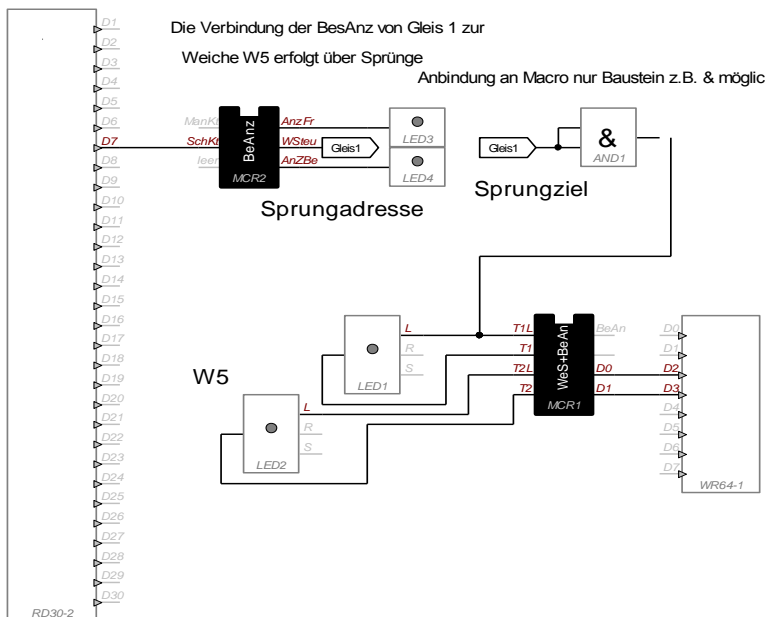 D1
Die Verbindung der BesAnz von Gleis 1 zur
D2
Weiche W5 erfolgt über Sprünge
D3
D4
Anbindung an Macro nur Baustein z.B. & möglic
D5
D6
ManKt
BeAnz
AnzFr
LED3
D7
SchKt
WSteu
Gleis1
Gleis1
&
AND1
D8
leer
AnZBe
LED4
MCR2
D9
Sprungziel
D10
Sprungadresse
D11
D12
D13
D14
D15
D16
L
T1L
WeS+BeAn
BeAn
D0
D17
R
T1
D1
D18
S
T2L
D0
D2
W5
LED1
D19
T2
D1
D3
MCR1
D20
L
D4
D21
R
D5
D22
S
D6
LED2
D23
D7
WR64-1
D24
D25
D26
D27
D28
D29
D30
RD30-2